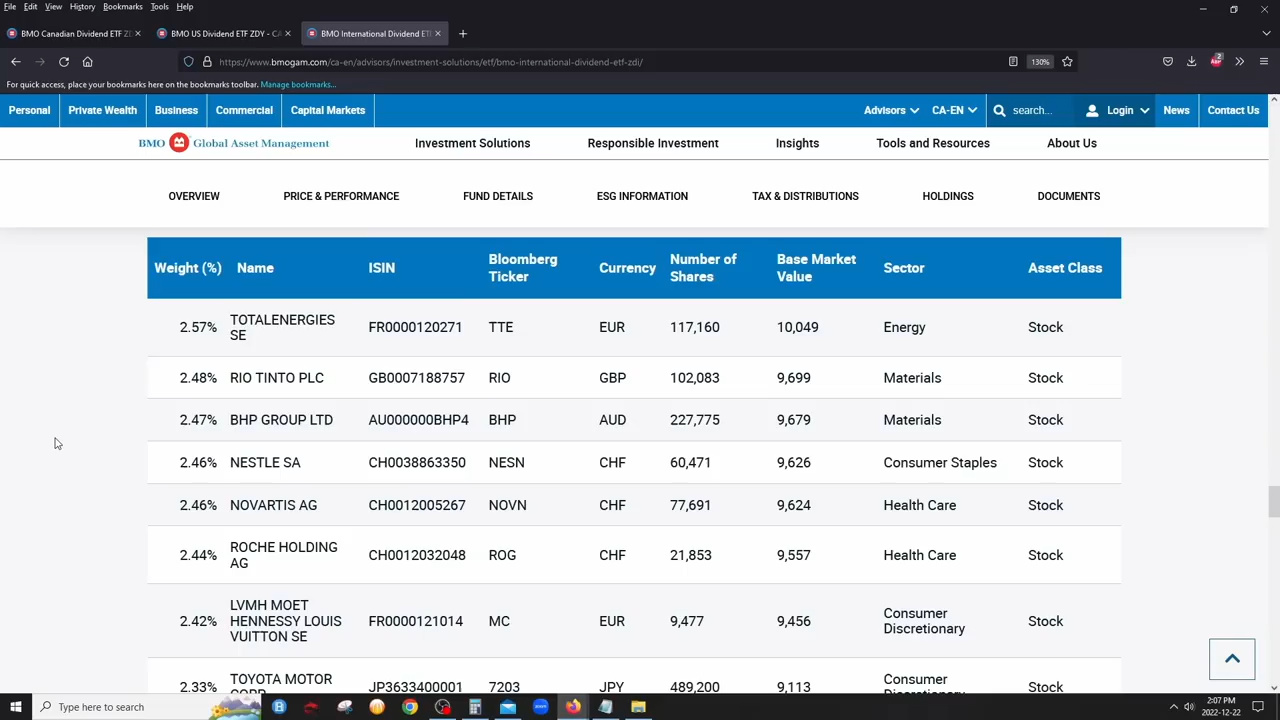 File Edit View History Bookmarks Tools Help
BMO Canadian Dividend ETF ZD BMO US Dividend ETF ZDY - CA BMO International Dividend ETF
https://www.bmogam.com/ca-en/advisors/investment-solutions/etf/bmo-international-dividend-etf-zdi/ 130% 2
For quick access, place your bookmarks here on the bookmarks toolbar. Manage bookmarks...
Personal Private Wealth Business Commercial Capital Markets Advisors CA-EN search... Login News Contact Us
BMO Global Asset Management Investment Solutions Responsible Investment Insights Tools and Resources About Us
OVERVIEW PRICE & PERFORMANCE FUND DETAILS ESG INFORMATION TAX & DISTRIBUTIONS HOLDINGS DOCUMENTS
Weight (%) Name ISIN Bloomberg Ticker Currency Number of Shares Base Market Value Sector Asset Class
2.57% TOTALENERGIES SE FR0000120271 TTE EUR 117,160 10,049 Energy Stock
2.48% RIO TINTO PLC GB0007188757 RIO GBP 102,083 9,699 Materials Stock
2.47% BHP GROUP LTD AU000000BHP4 BHP AUD 227,775 9,679 Materials Stock
2.46% NESTLE SA CH0038863350 NESN CHF 60,471 9,626 Consumer Staples Stock
2.46% NOVARTIS AG CH0012005267 NOVN CHF 77,691 9,624 Health Care Stock
2.44% ROCHE HOLDING AG CH0012032048 ROG CHF 21,853 9,557 Health Care Stock
2.42% LVMH MOET HENNESSY LOUIS VUITTON SE FR0000121014 MC EUR 9,477 9,456 Consumer Discretionary Stock
2.33% TOYOTA MOTOR CORP JP3633400001 7203 JPY 489,200 9,113 Consumer Discretionary Stock
Type here to search 2:07 PM
2022-12-22